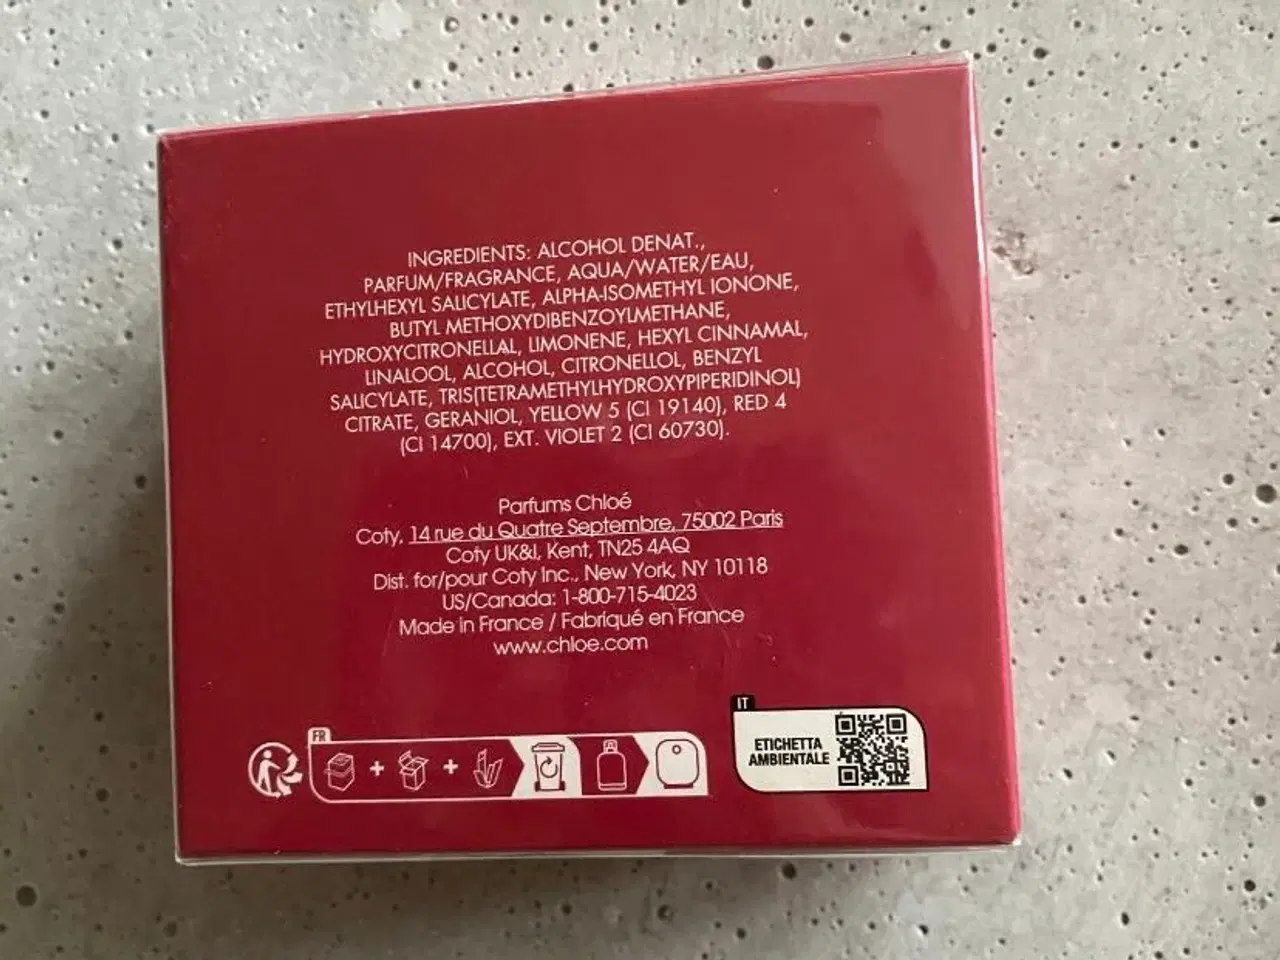 INGREDIENTS: ALCOHOL DENAT.,
PARFUM/FRAGRANCE, AQUA/WATER/EAU,
ETHYLHEXYL SALICYLATE, ALPHA-ISOMETHYL IONONE,
BUTYL METHOXYDIBENZOYLMETHANE,
HYDROXYCITRONELLAL, LIMONENE, HEXYL CINNAMAL,
LINALOOL, ALCOHOL, CITRONELLOL, BENZYL
SALICYLATE, TRIS(TETRAMETHYLHYDROXYPIPERIDINOL)
CITRATE, GERANIOL, YELLOW 5 (CI 19140), RED 4
(CI 14700), EXT. VIOLET 2 (CI 60730).
Parfums Chloé
Coty, 14 rue du Quatre Septembre, 75002 Paris
Coty UK&I, Kent, TN25 4AQ
Dist. for/pour Coty Inc., New York, NY 10118
US/Canada: 1-800-715-4023
Made in France / Fabriqué en France
www.chloe.com
FR
IT
ETICHETTA
AMBIENTALE